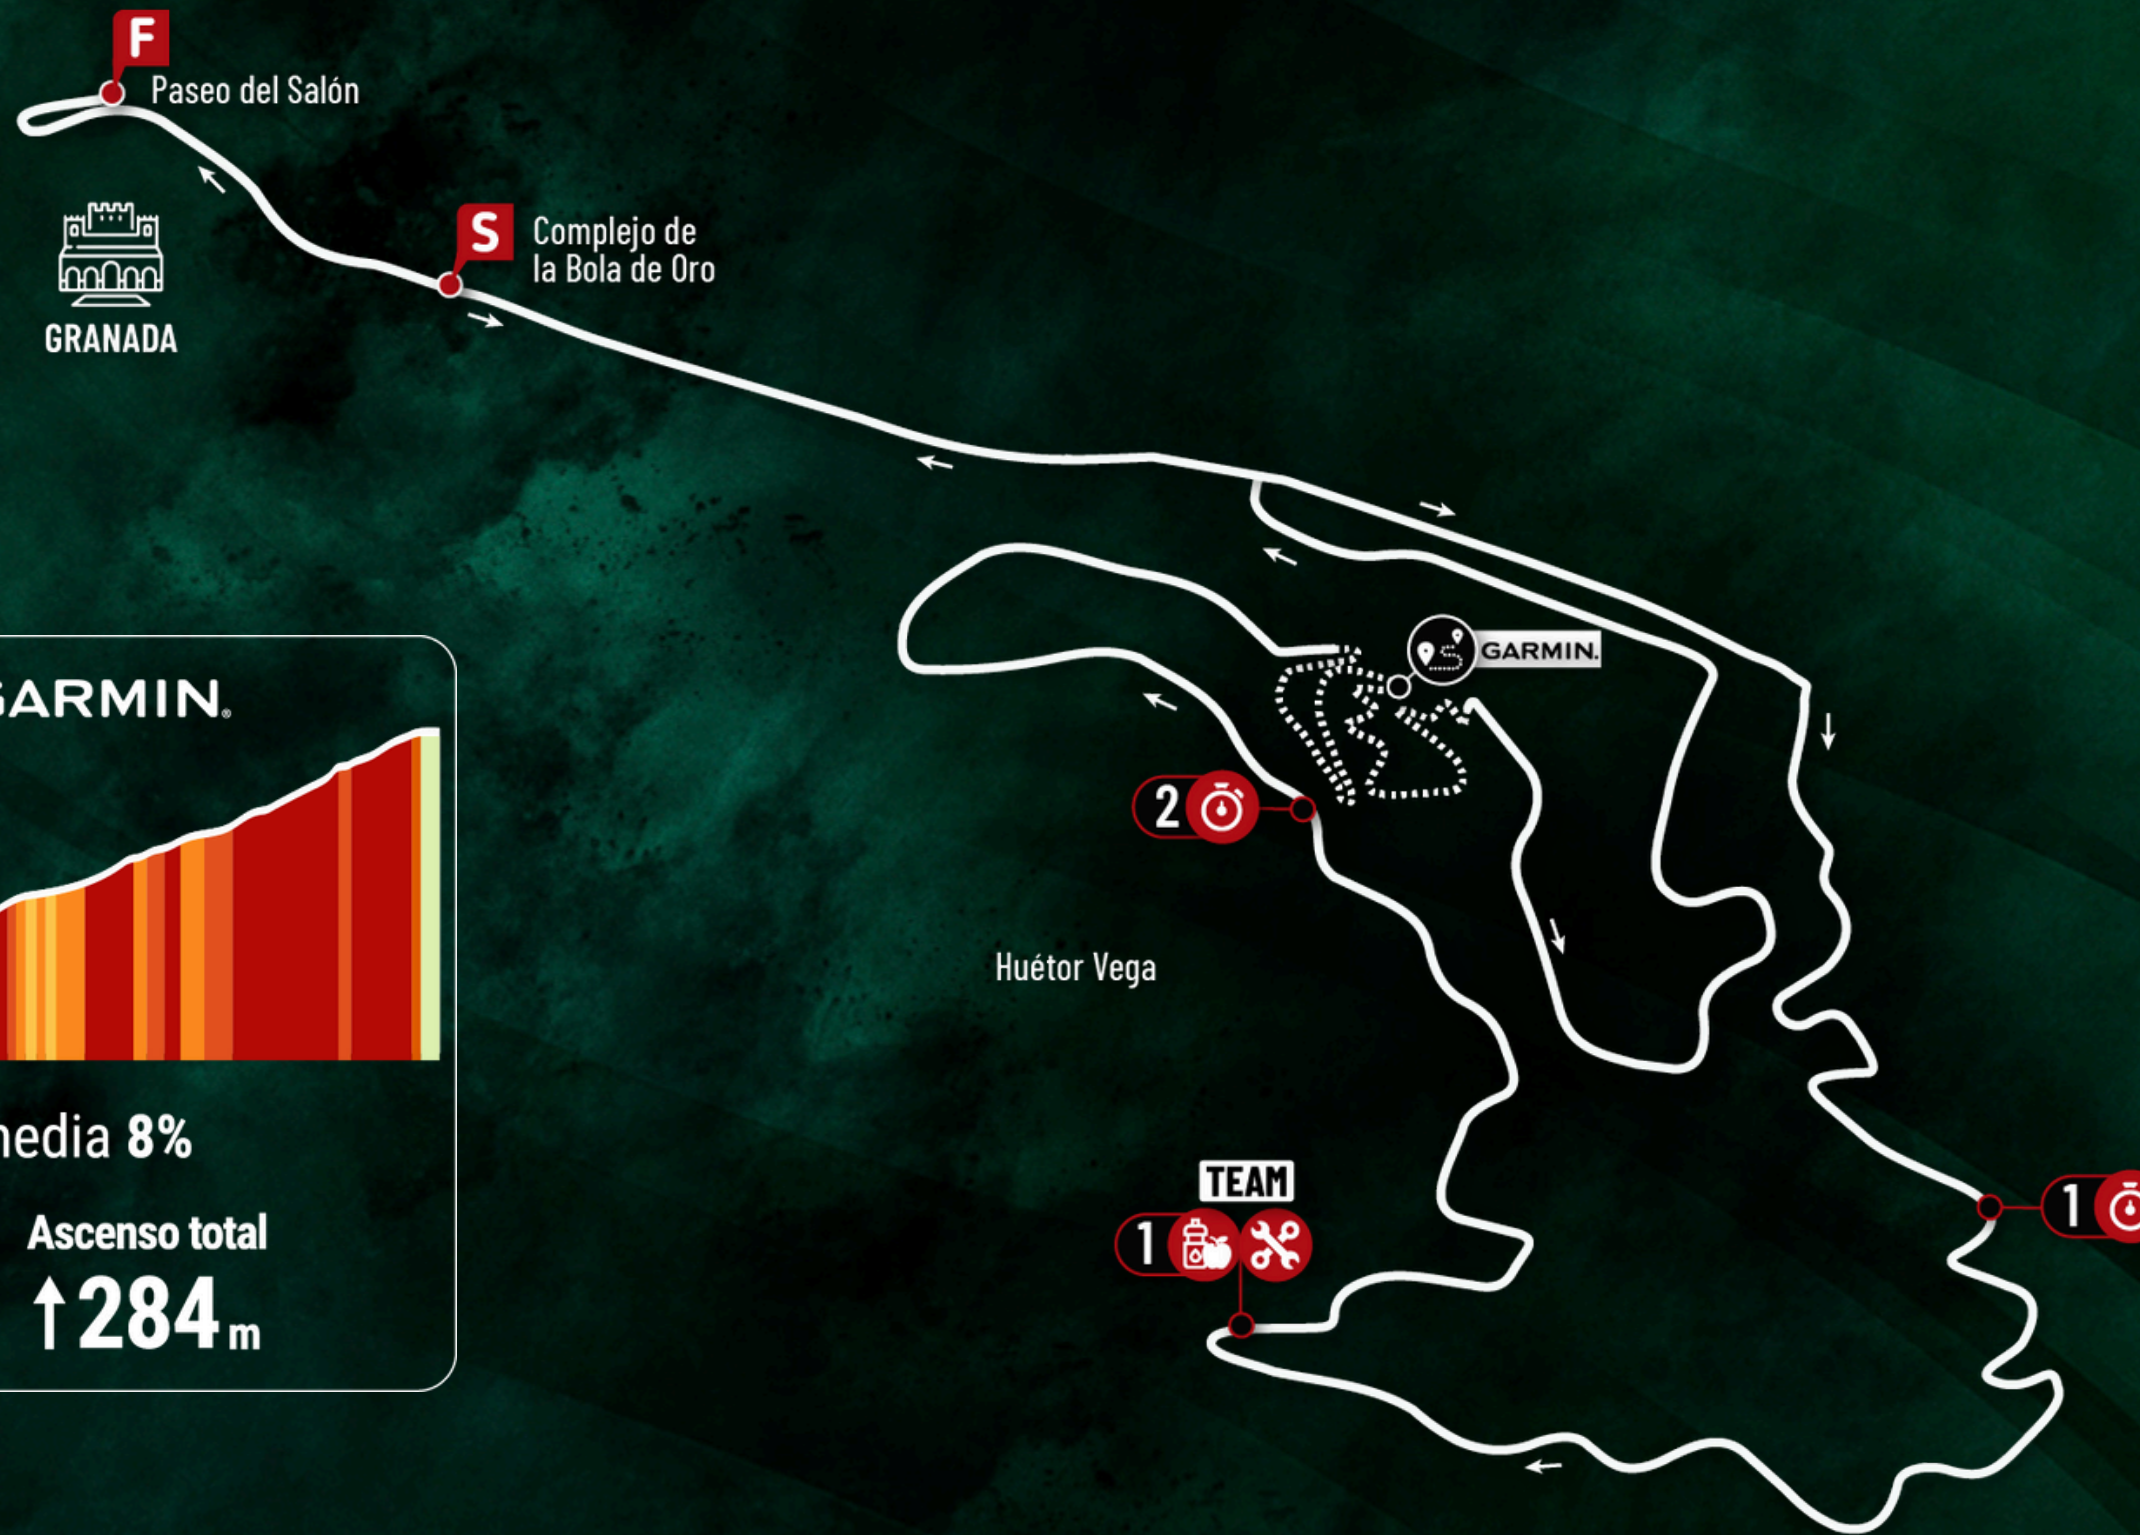 F
Paseo del Salón
S
Complejo de
la Bola de Oro
GRANADA
GARMIN.
GARMIN®
2
Huétor Vega
media 8%
TEAM
1
1
Ascenso total
↑284 m